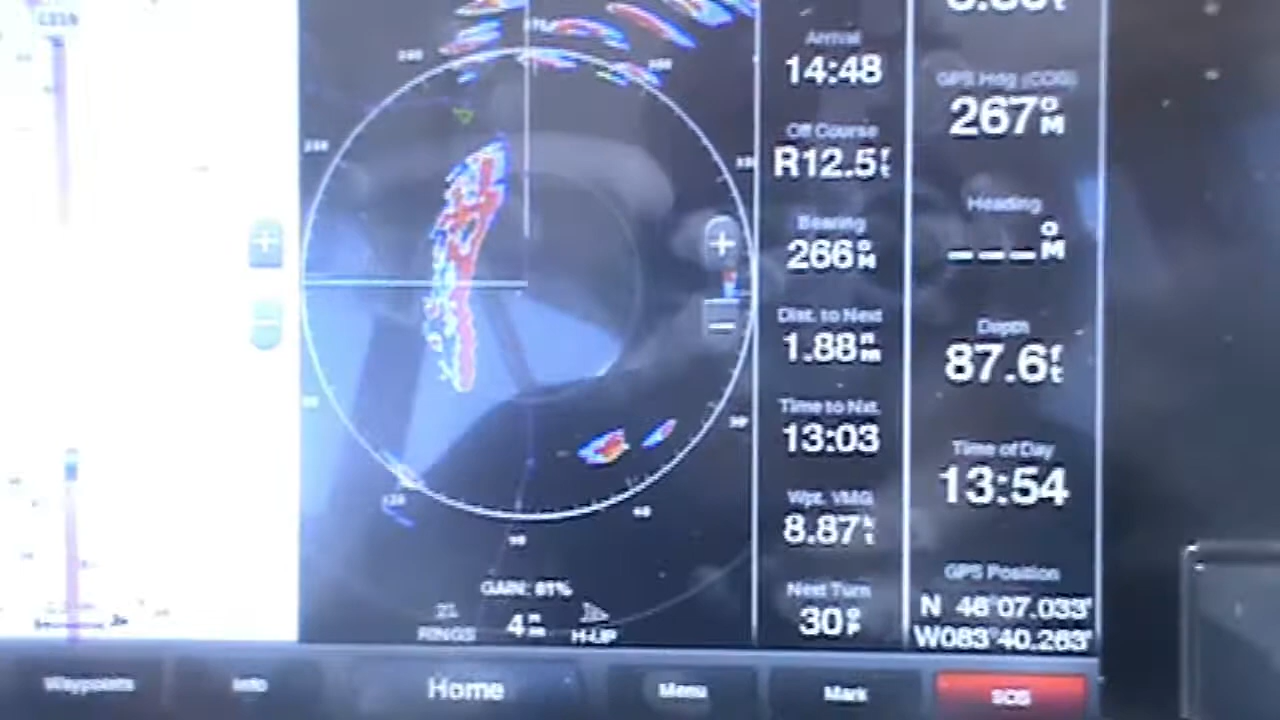 Arrival
14:48
Off Course
R12.5ft
Bearing
266°M
Dist. to Next
1.88nm
Time to Nxt.
13:03
Wpt. VMG
8.87kt
Next Turn
30°P
GPS Hdg (COG)
267°M
Heading
___°M
Depth
87.6ft
Time of Day
13:54
GPS Position
N 46°07.033'
W083°40.263'
GAIN: 61%
RINGS
4nm
H-UP
Waypoints
Info
Home
Menu
Mark
SOS